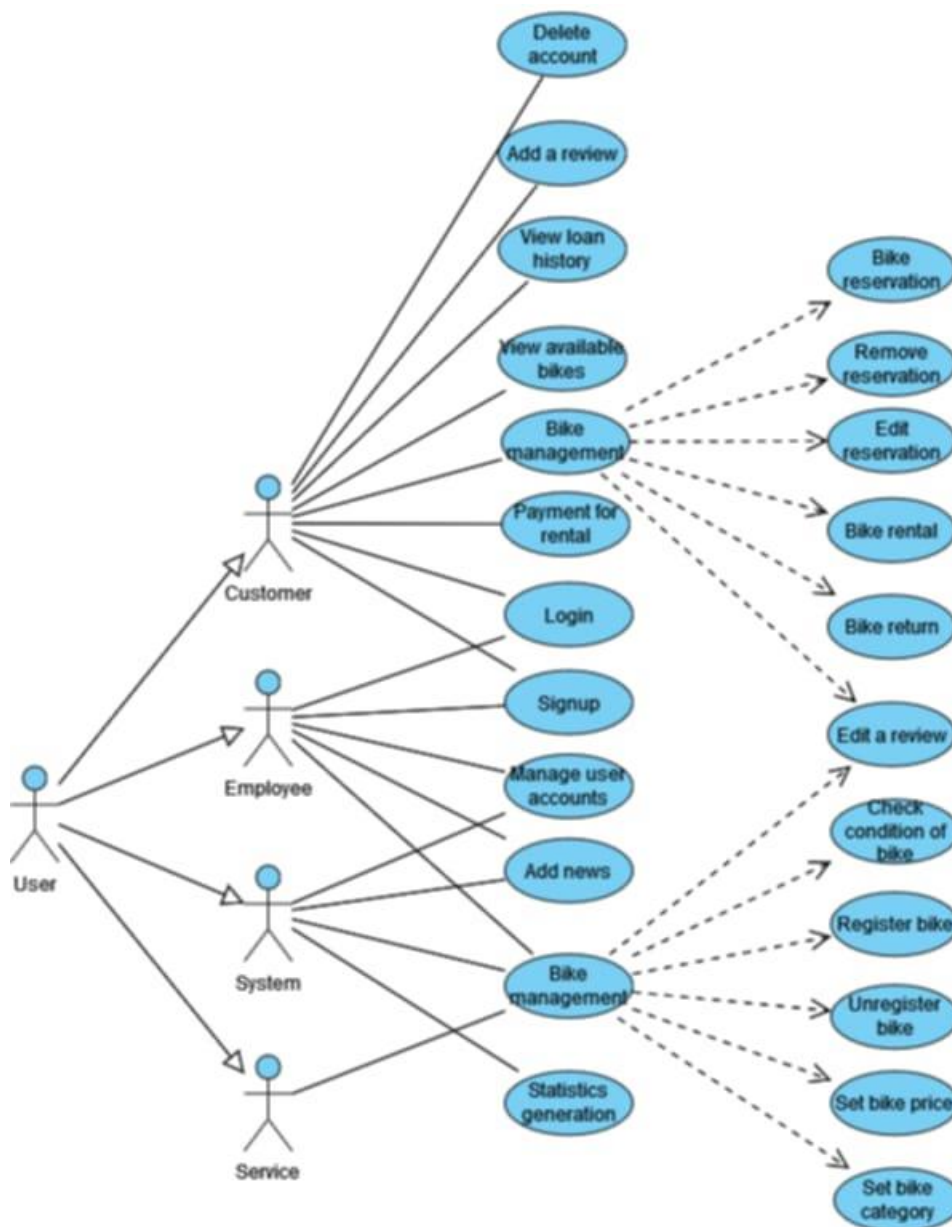 Delete
account
Add a review
View loan
history
View available
bikes
Bike
management
Payment for
rental
Login
Signup
Manage user
accounts
Add news
Bike
management
Statistics
generation
Bike
reservation
Remove
reservation
Edit
reservation
Bike rental
Bike return
Edit a review
Check
condition of
bike
Register bike
Unregister
bike
Set bike price
Set bike
category
Customer
Employee
User
System
Service